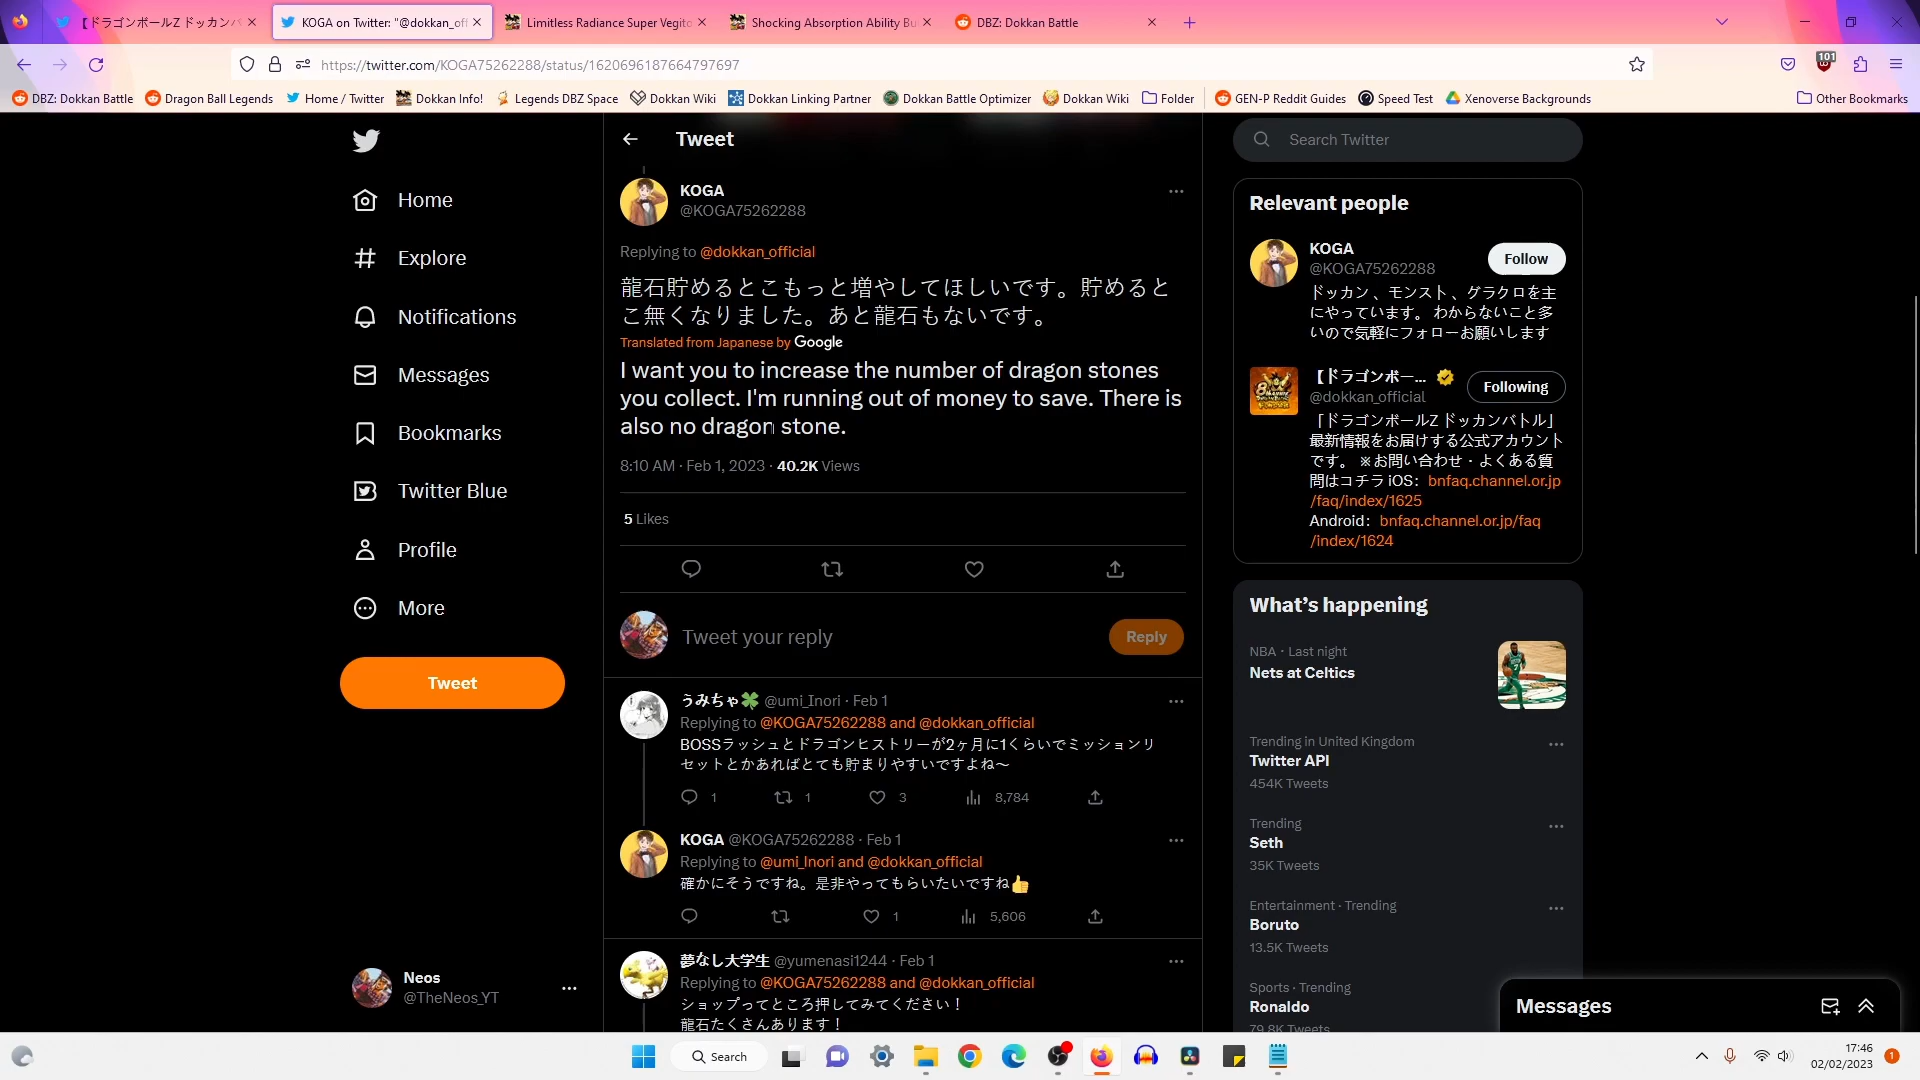 【ドラゴンボールZ ドッカンバ
KOGA on Twitter: "@dokkan_off
Limitless Radiance Super Vegito
Shocking Absorption Ability Bu
DBZ: Dokkan Battle
https://twitter.com/KOGA75262288/status/1620696187664797697
101
DBZ: Dokkan Battle
Dragon Ball Legends
Home / Twitter
Dokkan Info!
Legends DBZ Space
Dokkan Wiki
Dokkan Linking Partner
Dokkan Battle Optimizer
Dokkan Wiki
Folder
GEN-P Reddit Guides
Speed Test
Xenoverse Backgrounds
Other Bookmarks
Home
Explore
Notifications
Messages
Bookmarks
Twitter Blue
Profile
More
Tweet
Neos
@TheNeos_YT
Tweet
KOGA
@KOGA75262288
Replying to @dokkan_official
龍石貯めるとこもっと増やしてほしいです。貯めると
こ無くなりました。あと龍石もないです。
Translated from Japanese by Google
I want you to increase the number of dragon stones
you collect. I'm running out of money to save. There is
also no dragon stone.
8:10 AM · Feb 1, 2023 · 40.2K Views
5 Likes
Tweet your reply
Reply
うみちゃ🍀 @umi_Inori · Feb 1
Replying to @KOGA75262288 and @dokkan_official
BOSSラッシュとドラゴンヒストリーが2ヶ月に1くらいでミッションリ
セットとかあればとても貯まりやすいですよね〜
1 1 3 8,784
KOGA @KOGA75262288 · Feb 1
Replying to @umi_Inori and @dokkan_official
確かにそうですね。是非やってもらいたいですね👍
1 5,606
夢なし大学生 @yumenasi1244 · Feb 1
Replying to @KOGA75262288 and @dokkan_official
ショップってところ押してみてください！
龍石たくさんあります！
Search Twitter
Relevant people
KOGA
@KOGA75262288
Follow
ドッカン 、モンスト 、グラクロを主
にやっています。 わからないこと多
いので気軽にフォローお願いします
【ドラゴンボー...
@dokkan_official
Following
「ドラゴンボールZ ドッカンバトル」
最新情報をお届けする公式アカウント
です。 ※お問い合わせ・よくある質
問はコチラ iOS： bnfaq.channel.or.jp
/faq/index/1625
Android： bnfaq.channel.or.jp/faq
/index/1624
What's happening
NBA · Last night
Nets at Celtics
Trending in United Kingdom
Twitter API
454K Tweets
Trending
Seth
35K Tweets
Entertainment · Trending
Boruto
13.5K Tweets
Sports · Trending
Ronaldo
79.8K Tweets
Messages
Search
17:46
02/02/2023
1